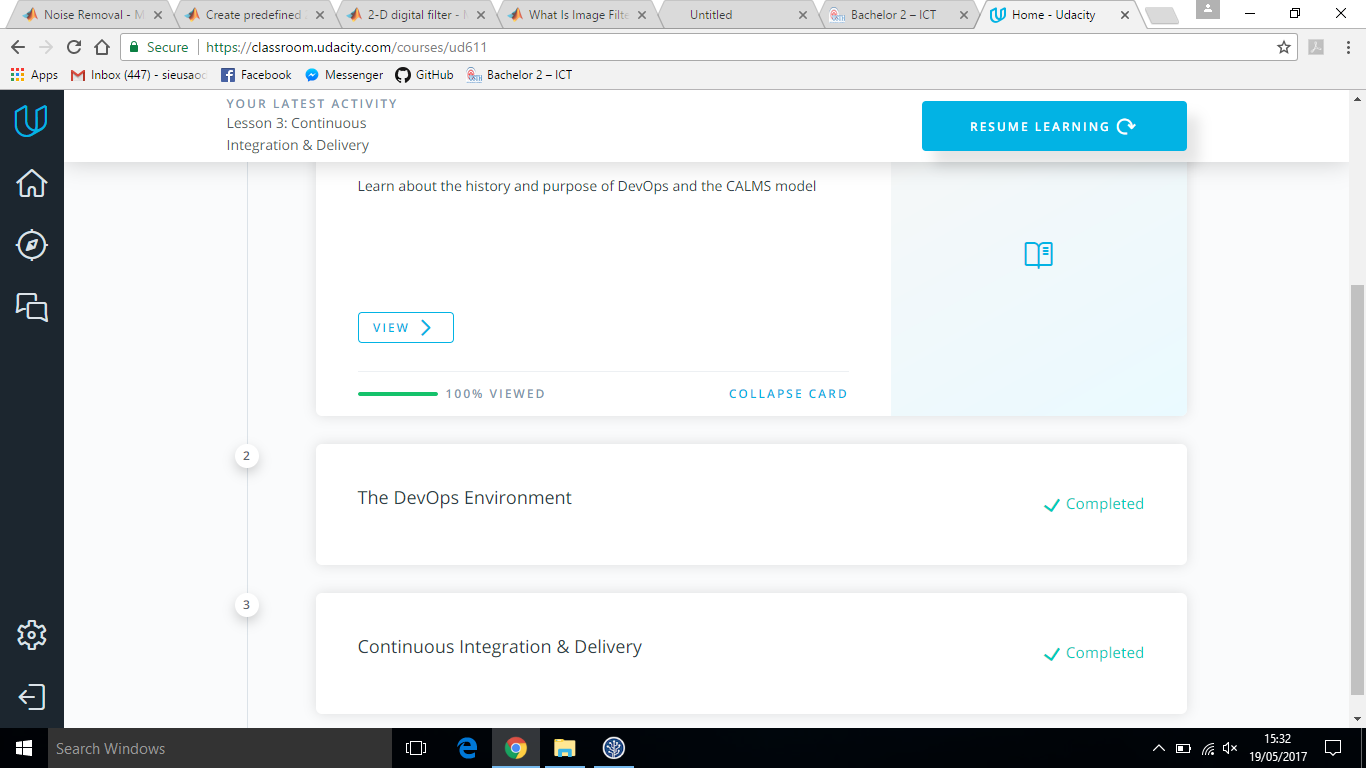 Noise Removal - M
Create predefined
2-D digital filter -
What Is Image Filte
Untitled
Bachelor 2 – ICT
Home - Udacity
Secure
https://classroom.udacity.com/courses/ud611
Apps
Inbox (447) - sieusaoc
Facebook
Messenger
GitHub
Bachelor 2 – ICT
YOUR LATEST ACTIVITY
Lesson 3: Continuous
Integration & Delivery
RESUME LEARNING
Learn about the history and purpose of DevOps and the CALMS model
VIEW
100% VIEWED
COLLAPSE CARD
2
The DevOps Environment
Completed
3
Continuous Integration & Delivery
Completed
Search Windows
15:32
19/05/2017